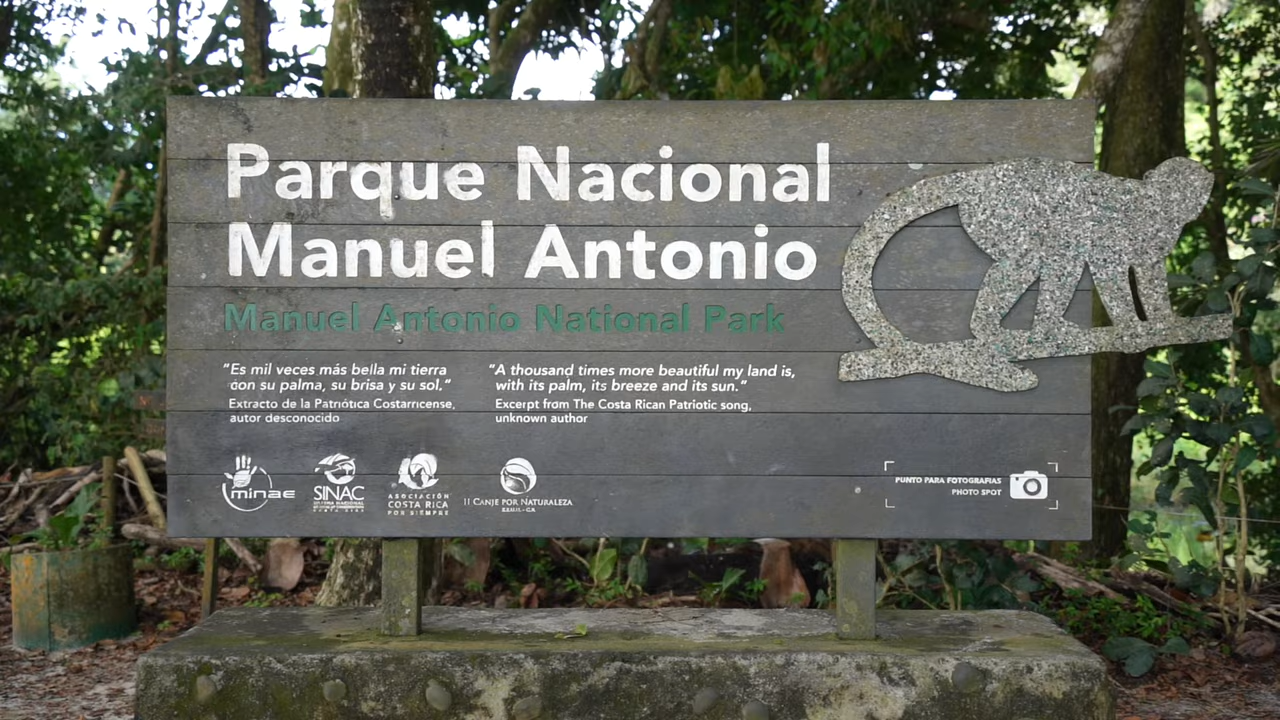 Parque Nacional
Manuel Antonio
Manuel Antonio National Park
"Es mil veces más bella mi tierra
con su palma, su brisa y su sol."
Extracto de la Patriótica Costarricense,
autor desconocido
"A thousand times more beautiful my land is,
with its palm, its breeze and its sun."
Excerpt from The Costa Rican Patriotic song,
unknown author
minae
SINAC
ASOCIACIÓN
COSTA RICA
POR SIEMPRE
II CANJE POR NATURALEZA
PUNTO PARA FOTOGRAFIAS
PHOTO SPOT